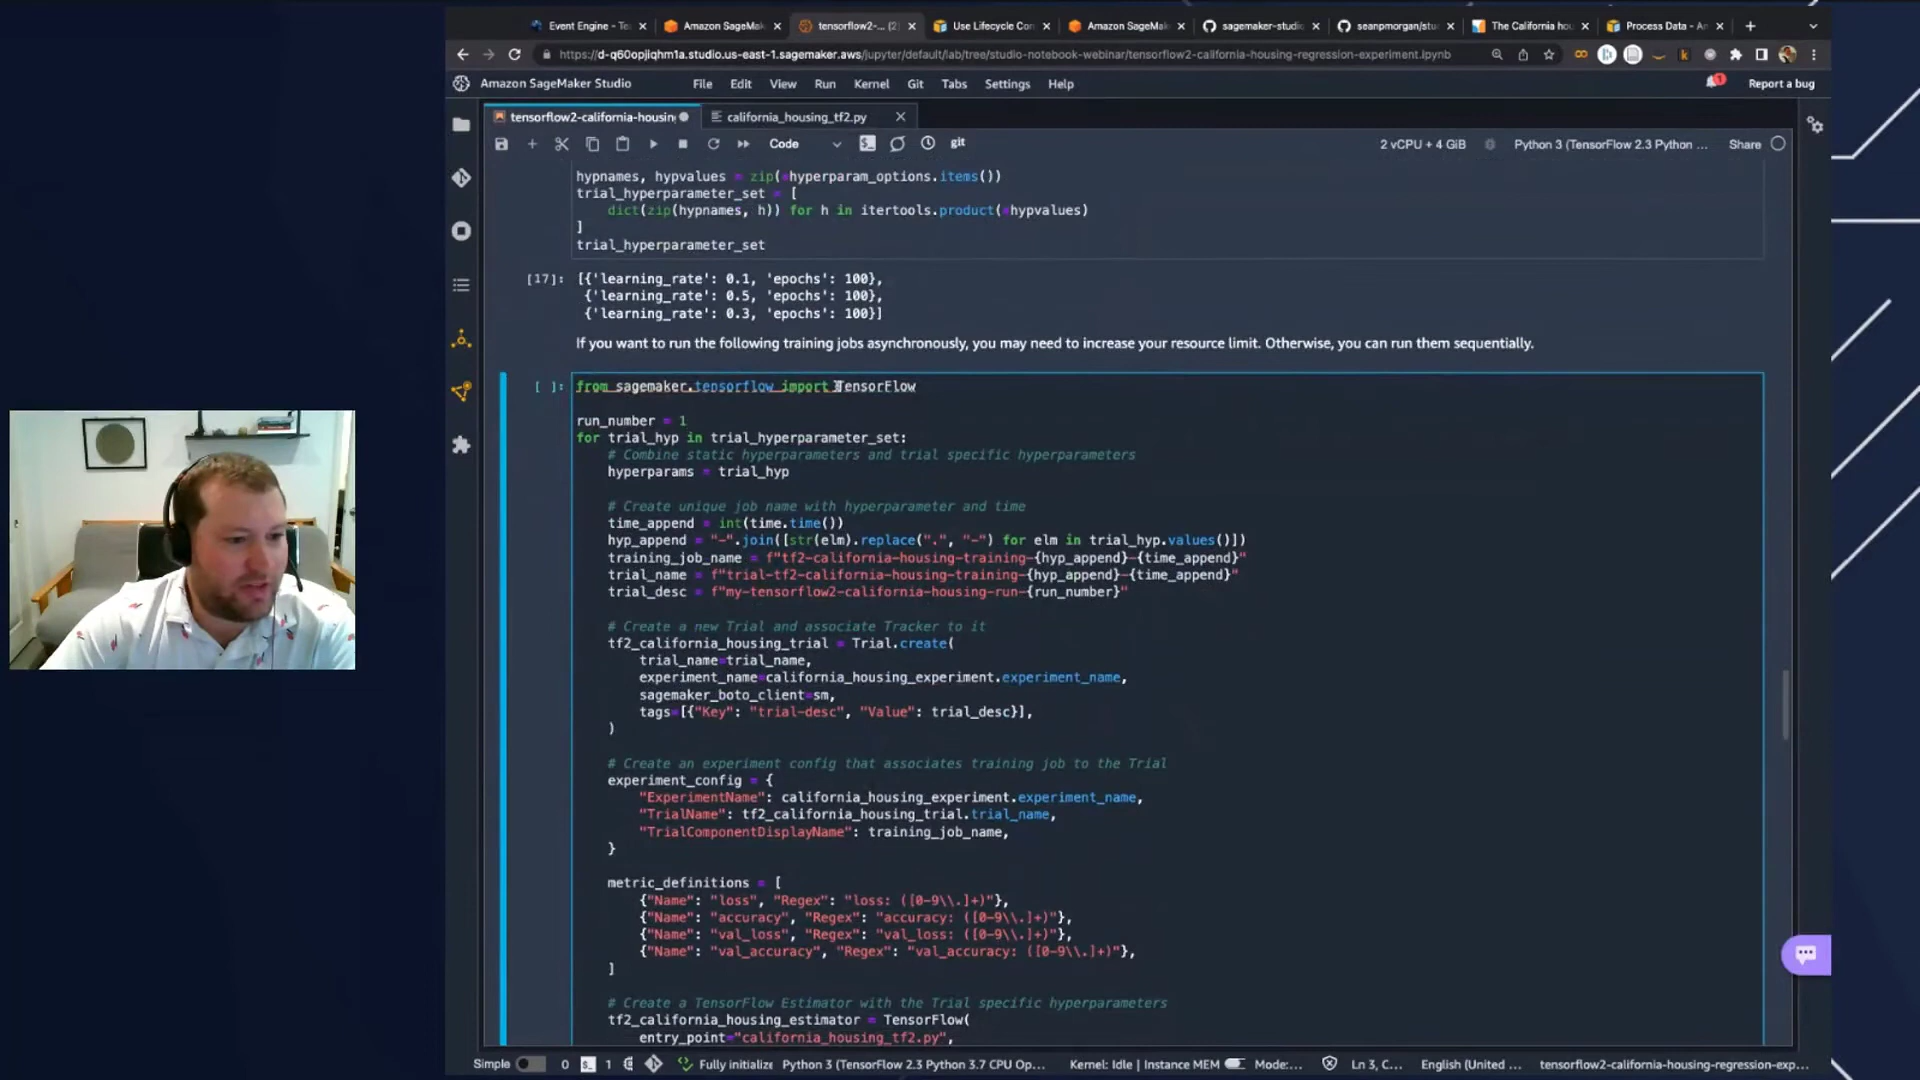 Event Engine - Te
Amazon SageMak
tensorflow2-... (2)
Use Lifecycle Con
Amazon SageMak
sagemaker-studio
seanpmorgan/stu
The California hou
Process Data - An
https://d-q60opjiqhm1a.studio.us-east-1.sagemaker.aws/jupyter/default/lab/tree/studio-notebook-webinar/tensorflow2-california-housing-regression-experiment.ipynb
Amazon SageMaker Studio File Edit View Run Kernel Git Tabs Settings Help 1 Report a bug
tensorflow2-california-housing california_housing_tf2.py
Code git 2 vCPU + 4 GiB Python 3 (TensorFlow 2.3 Python ... Share
hypnames, hypvalues = zip(*hyperparam_options.items())
trial_hyperparameter_set = [
dict(zip(hypnames, h)) for h in itertools.product(*hypvalues)
]
trial_hyperparameter_set
[17]: [{'learning_rate': 0.1, 'epochs': 100},
{'learning_rate': 0.5, 'epochs': 100},
{'learning_rate': 0.3, 'epochs': 100}]
If you want to run the following training jobs asynchronously, you may need to increase your resource limit. Otherwise, you can run them sequentially.
[ ]: from sagemaker.tensorflow import TensorFlow
run_number = 1
for trial_hyp in trial_hyperparameter_set:
# Combine static hyperparameters and trial specific hyperparameters
hyperparams = trial_hyp
# Create unique job name with hyperparameter and time
time_append = int(time.time())
hyp_append = "-".join([str(elm).replace(".", "-") for elm in trial_hyp.values()])
training_job_name = f"tf2-california-housing-training-{hyp_append}-{time_append}"
trial_name = f"trial-tf2-california-housing-training-{hyp_append}-{time_append}"
trial_desc = f"my-tensorflow2-california-housing-run-{run_number}"
# Create a new Trial and associate Tracker to it
tf2_california_housing_trial = Trial.create(
trial_name=trial_name,
experiment_name=california_housing_experiment.experiment_name,
sagemaker_boto_client=sm,
tags=[{"Key": "trial-desc", "Value": trial_desc}],
)
# Create an experiment config that associates training job to the Trial
experiment_config = {
"ExperimentName": california_housing_experiment.experiment_name,
"TrialName": tf2_california_housing_trial.trial_name,
"TrialComponentDisplayName": training_job_name,
}
metric_definitions = [
{"Name": "loss", "Regex": "loss: ([0-9\\.]+)"},
{"Name": "accuracy", "Regex": "accuracy: ([0-9\\.]+)"},
{"Name": "val_loss", "Regex": "val_loss: ([0-9\\.]+)"},
{"Name": "val_accuracy", "Regex": "val_accuracy: ([0-9\\.]+)"},
]
# Create a TensorFlow Estimator with the Trial specific hyperparameters
tf2_california_housing_estimator = TensorFlow(
entry_point="california_housing_tf2.py",
Simple 0 1 Fully initialize Python 3 (TensorFlow 2.3 Python 3.7 CPU Op... Kernel: Idle | Instance MEM Mode:... Ln 3, C... English (United ... tensorflow2-california-housing-regression-exp...